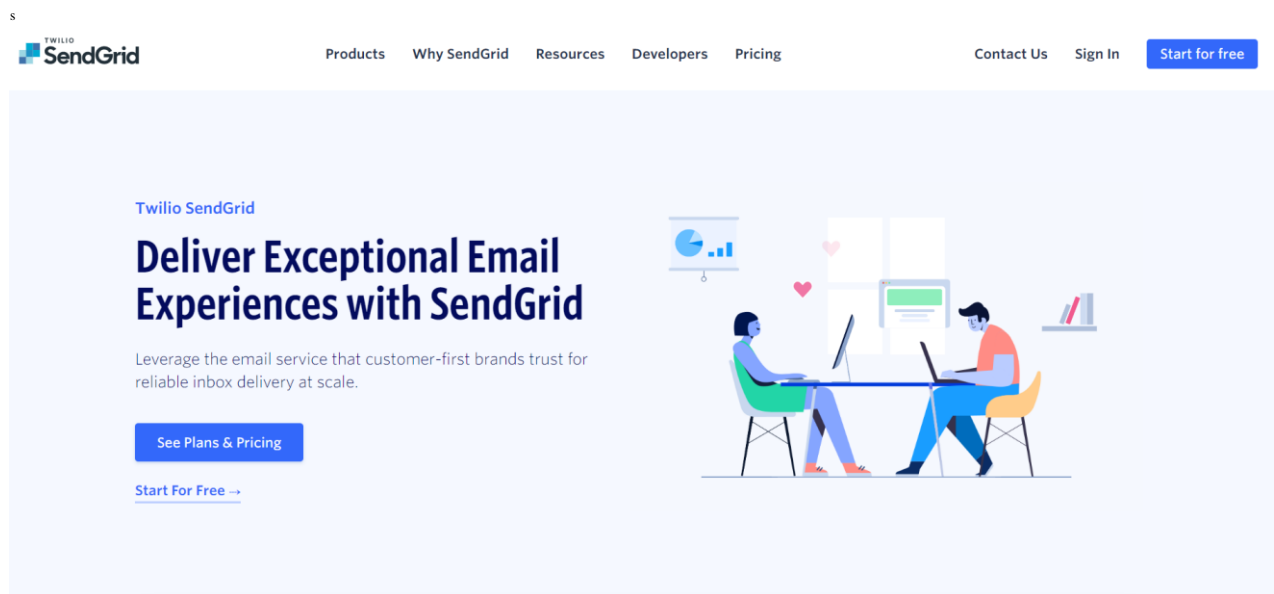 s
TWILIO
SendGrid
Products Why SendGrid Resources Developers Pricing Contact Us Sign In Start for free
Twilio SendGrid
Deliver Exceptional Email
Experiences with SendGrid
Leverage the email service that customer-first brands trust for
reliable inbox delivery at scale.
See Plans & Pricing
Start For Free →